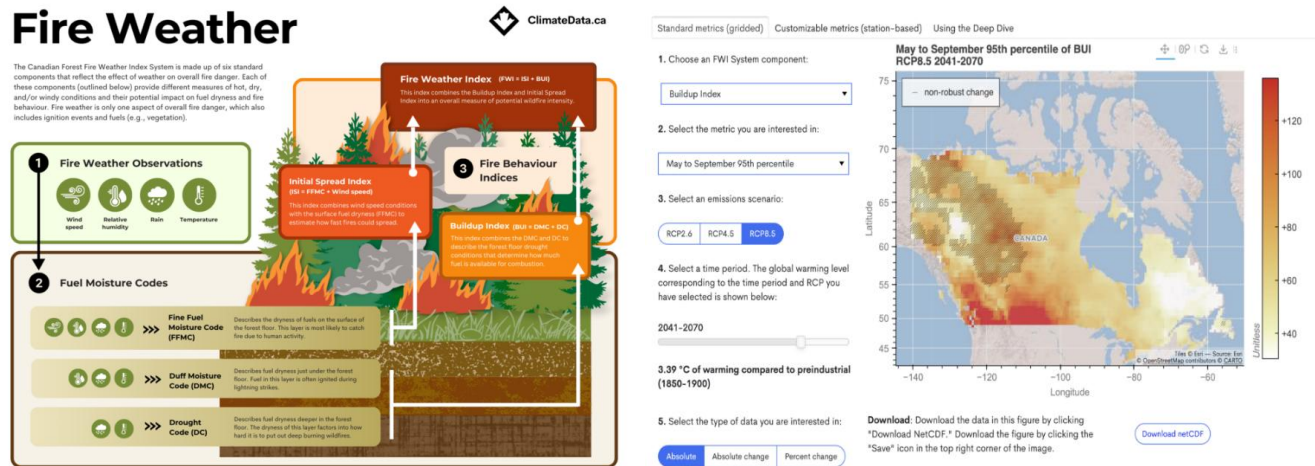 Fire Weather
ClimateData.ca
The Canadian Forest Fire Weather Index System is made up of six standard
components that reflect the effect of weather on overall fire danger. Each of
these components (outlined below) provide different measures of hot, dry,
and/or windy conditions and their potential impact on fuel dryness and fire
behaviour. Fire weather is only one aspect of overall fire danger, which also
includes ignition events and fuels (e.g., vegetation).
1 Fire Weather Observations
Wind speed
Relative humidity
Rain
Temperature
Fire Weather Index (FWI = ISI + BUI)
This index combines the Buildup Index and Initial Spread
Index into an overall measure of potential wildfire intensity.
3 Fire Behaviour
Indices
Initial Spread Index
(ISI = FFMC + Wind speed)
This index combines wind speed conditions
with the surface fuel dryness (FFMC) to
estimate how fast fires could spread.
Buildup Index (BUI = DMC + DC)
This index combines the DMC and DC to
describe the forest floor drought
conditions that determine how much
fuel is available for combustion.
2 Fuel Moisture Codes
>>> Fine Fuel
Moisture Code
(FFMC)
Describes the dryness of fuels on the surface of
the forest floor. This layer is most likely to catch
fire due to human activity.
>>> Duff Moisture
Code (DMC)
Describes fuel dryness just under the forest
floor. Fuel in this layer is often ignited during
lightning strikes.
>>> Drought
Code (DC)
Describes fuel dryness deeper in the forest
floor. The dryness of this layer factors into how
hard it is to put out deep burning wildfires.
Standard metrics (gridded) Customizable metrics (station-based) Using the Deep Dive
1. Choose an FWI System component:
Buildup Index
2. Select the metric you are interested in:
May to September 95th percentile
3. Select an emissions scenario:
RCP2.6 RCP4.5 RCP8.5
4. Select a time period. The global warming level
corresponding to the time period and RCP you
have selected is shown below:
2041-2070
3.39 °C of warming compared to preindustrial
(1850-1900)
5. Select the type of data you are interested in:
Absolute Absolute change Percent change
May to September 95th percentile of BUI
RCP8.5 2041-2070
non-robust change
CANADA
75
70
65
60
55
50
45
Latitude
-140 -120 -100 -80 -60
Longitude
+120
+100
+80
+60
+40
Unitless
Tiles © Esri — Source: Esri
© OpenStreetMap contributors © CARTO
Download: Download the data in this figure by clicking
"Download NetCDF." Download the figure by clicking the
"Save" icon in the top right corner of the image.
Download netCDF